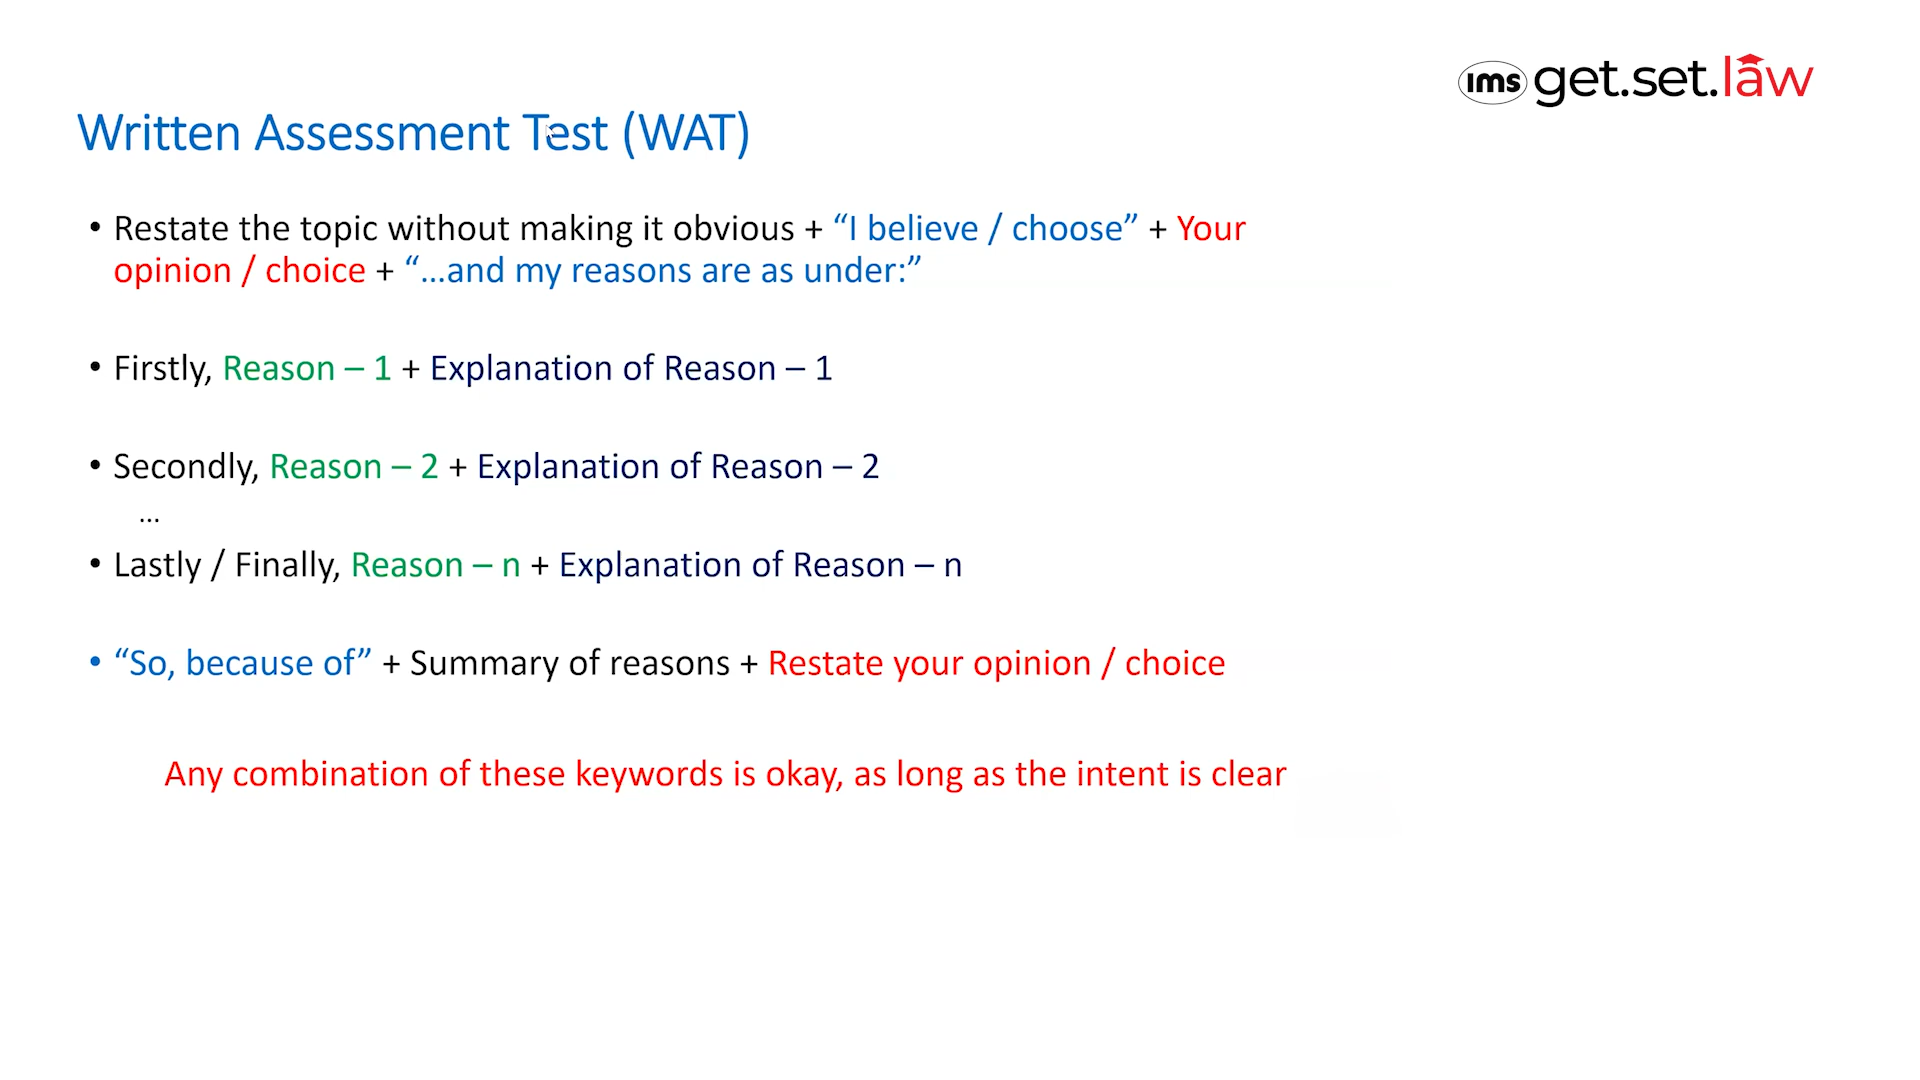 ims get.set.law
Written Assessment Test (WAT)
• Restate the topic without making it obvious + “I believe / choose” + Your
opinion / choice + “…and my reasons are as under:”
• Firstly, Reason – 1 + Explanation of Reason – 1
• Secondly, Reason – 2 + Explanation of Reason – 2
…
• Lastly / Finally, Reason – n + Explanation of Reason – n
• “So, because of” + Summary of reasons + Restate your opinion / choice
Any combination of these keywords is okay, as long as the intent is clear